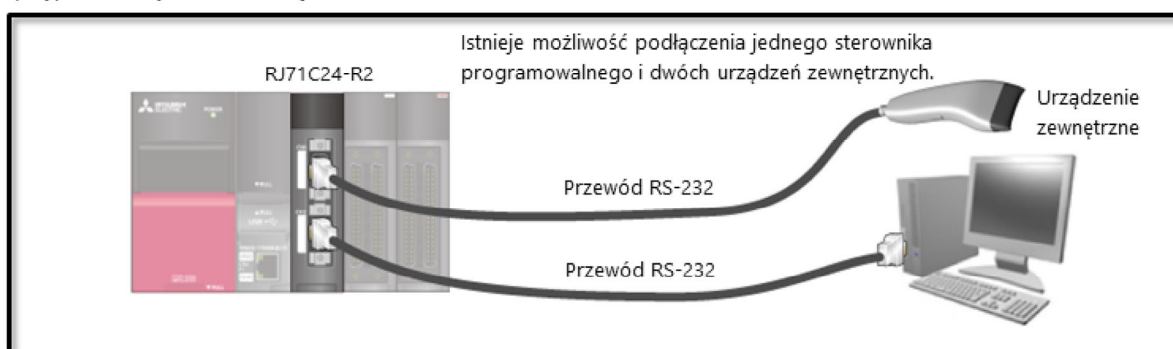 Istnieje możliwość podłączenia jednego sterownika
programowalnego i dwóch urządzeń zewnętrznych.
RJ71C24-R2
Urządzenie
zewnętrzne
Przewód RS-232
Przewód RS-232